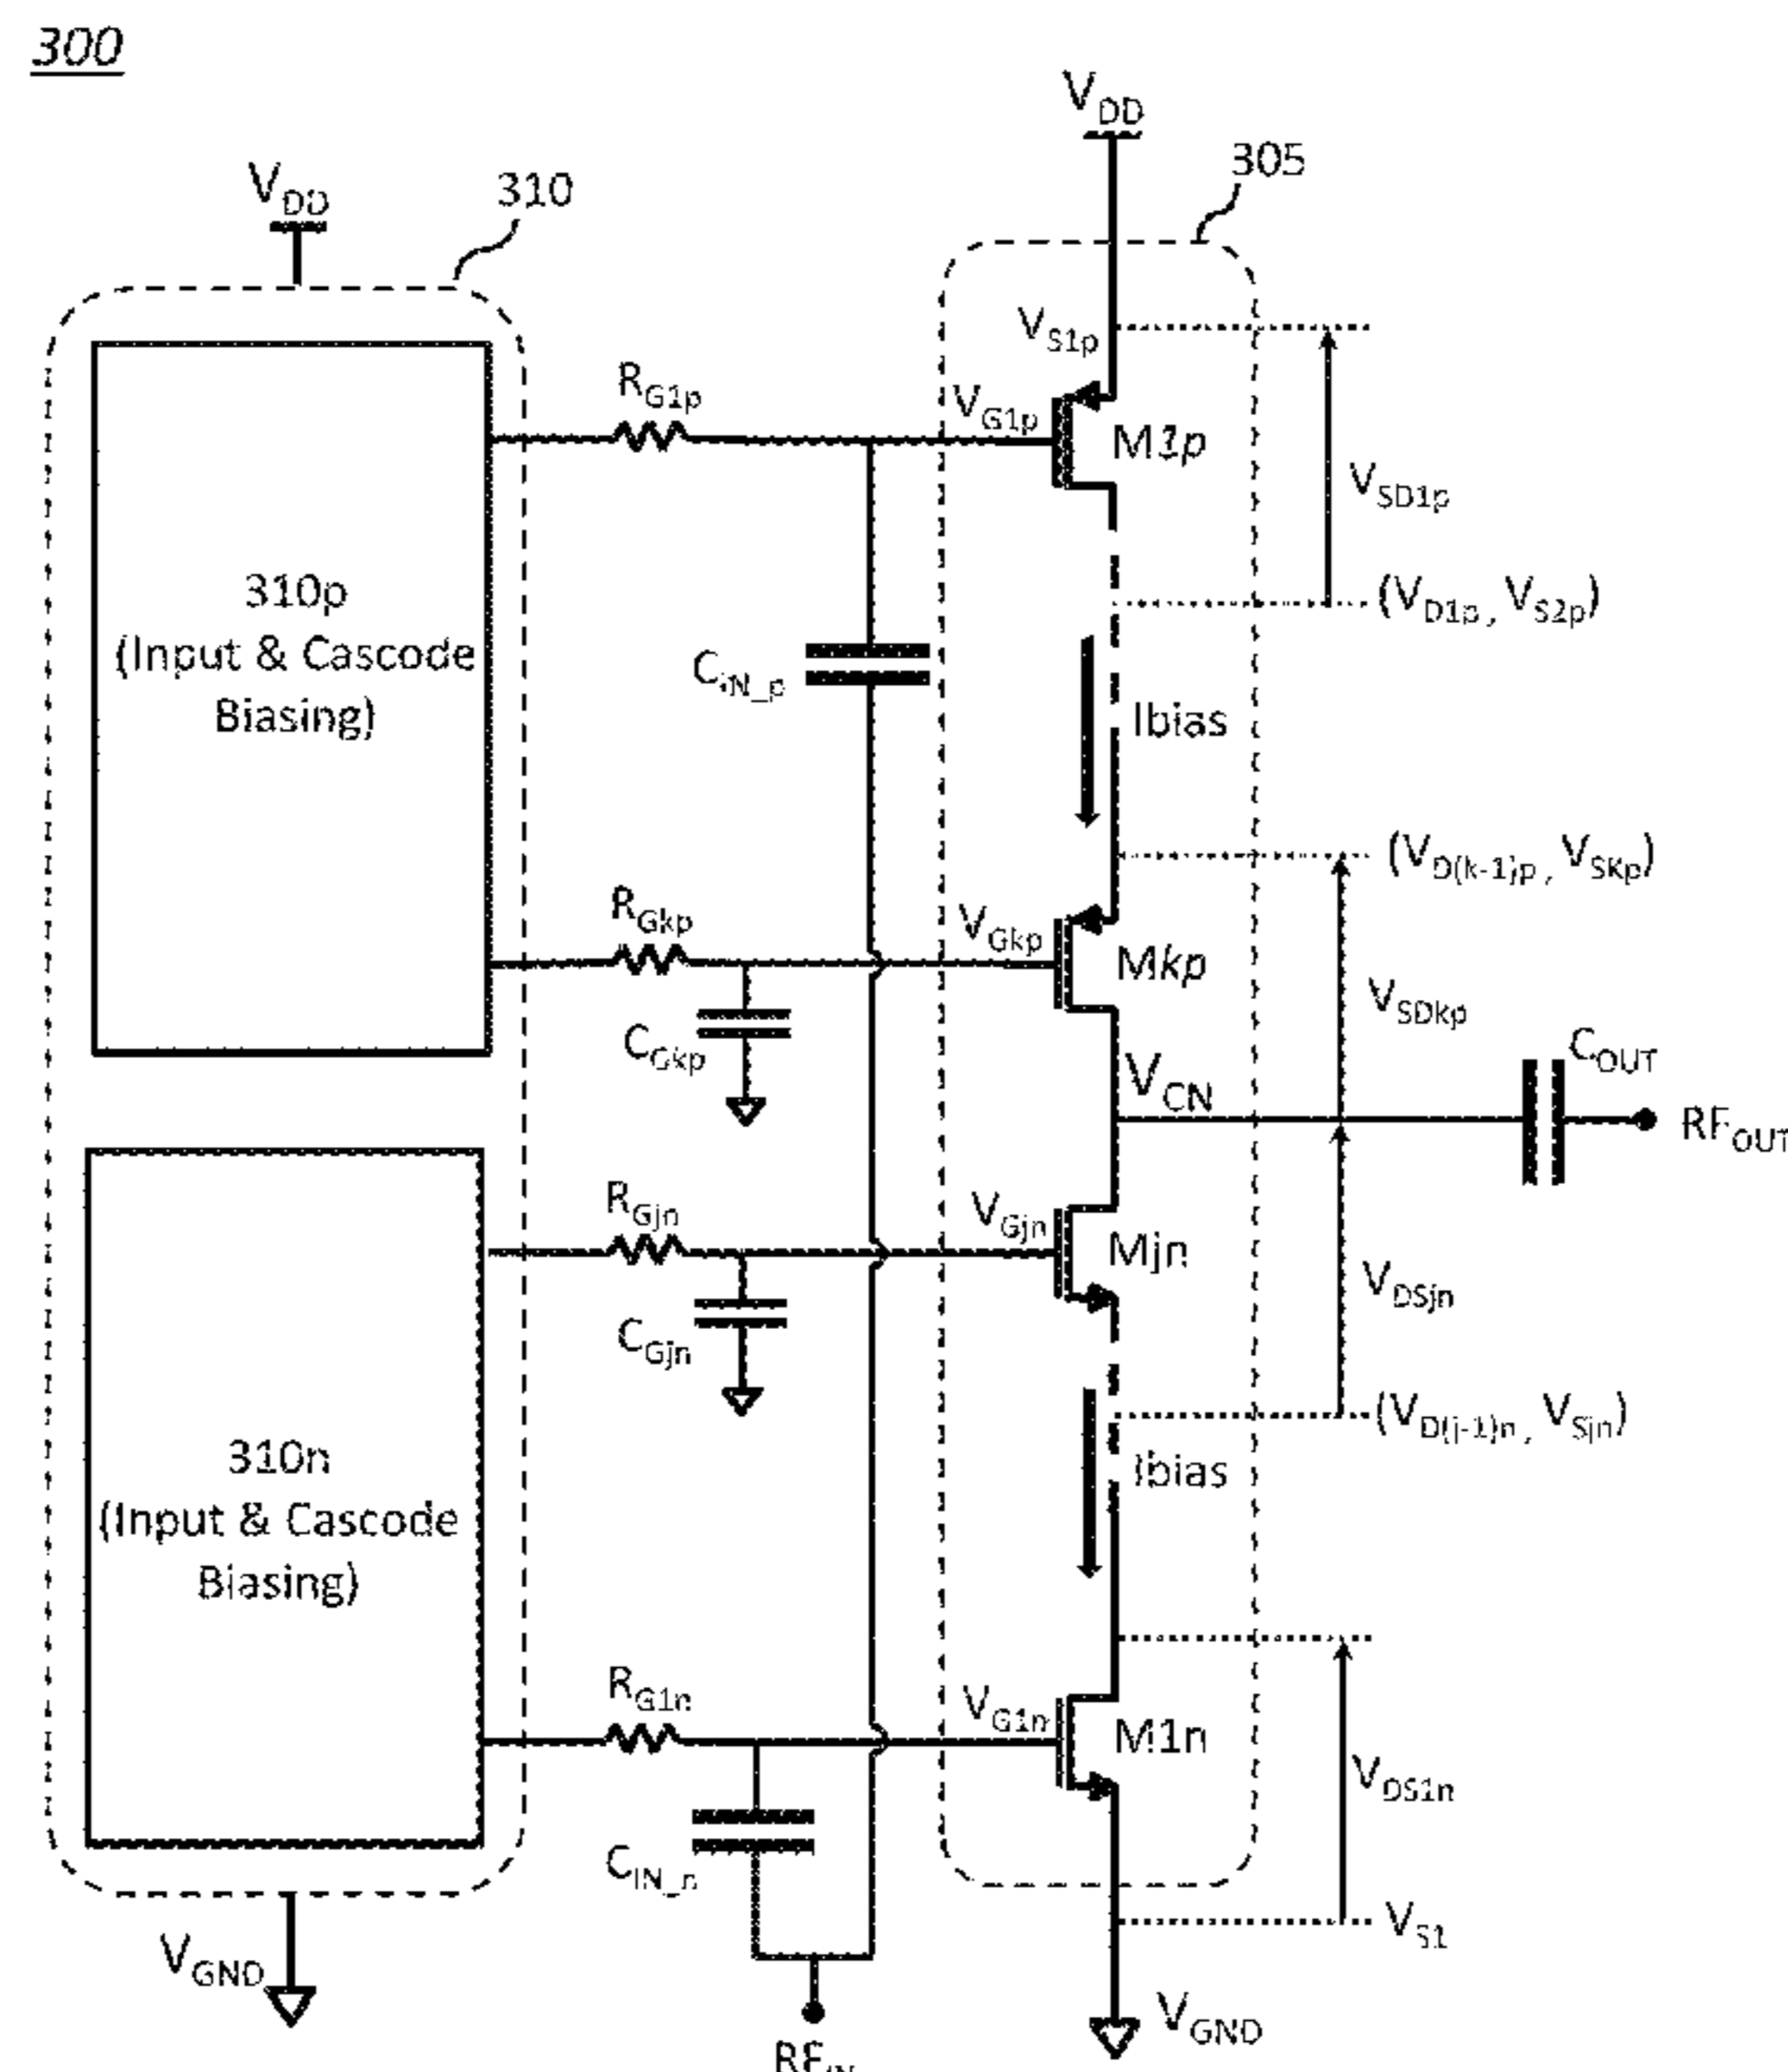 300
V_DD
305
V_DD
310
V_S1p
R_G1p
V_G1p
M1p
V_SD1p
310p
(Input & Cascode
Biasing)
(V_D1p, V_S2p)
C_IN_p
Ibias
(V_D(k-1)p, V_SKp)
R_Gkp
V_Gkp
Mkp
V_SDkp
C_Gkp
V_CN
C_OUT
RF_OUT
R_Gjn
V_Gjn
Mjn
V_DSjn
C_Gjn
(V_D(j-1)n, V_Sjn)
310n
(Input & Cascode
Biasing)
Ibias
R_G1n
V_G1n
M1n
V_DS1n
C_IN_n
V_S1
V_GND
V_GND
RF_IN